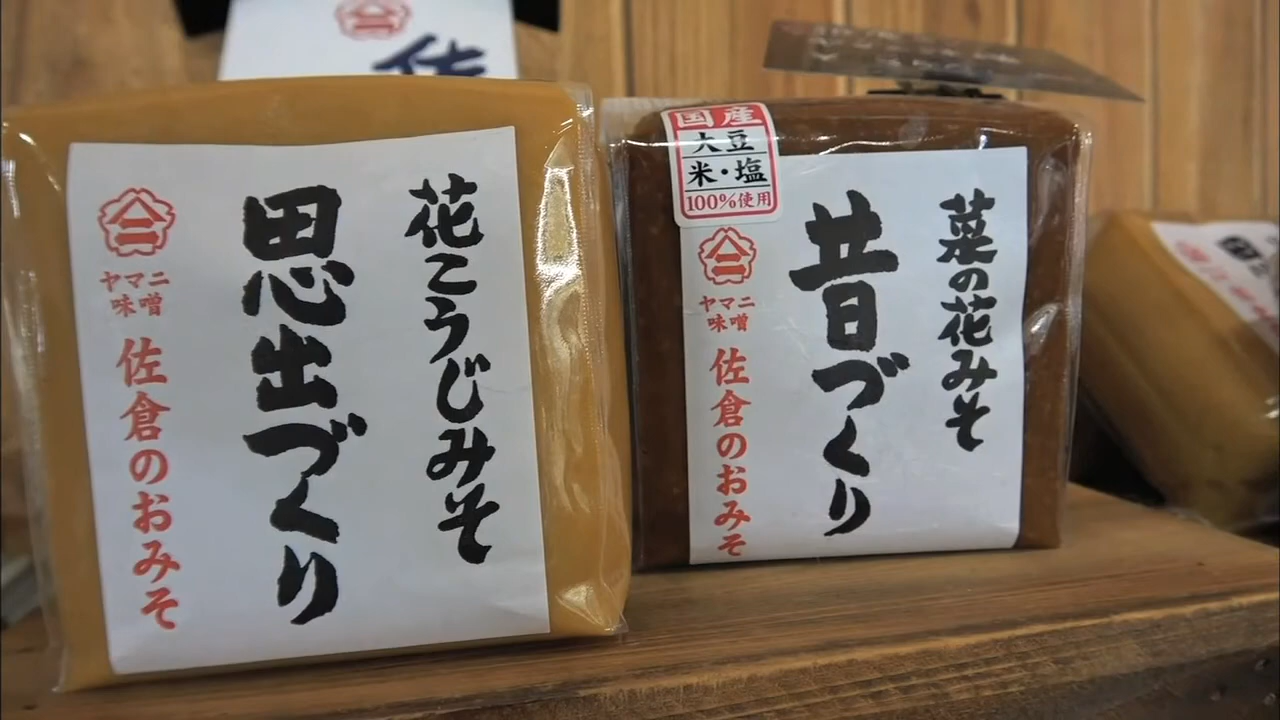 花こうじみそ
思出づくり
ヤマニ
味噌
佐倉のおみそ
国産
大豆
米・塩
100%使用
菜の花みそ
昔づくり
ヤマニ
味噌
佐倉のおみそ
佐